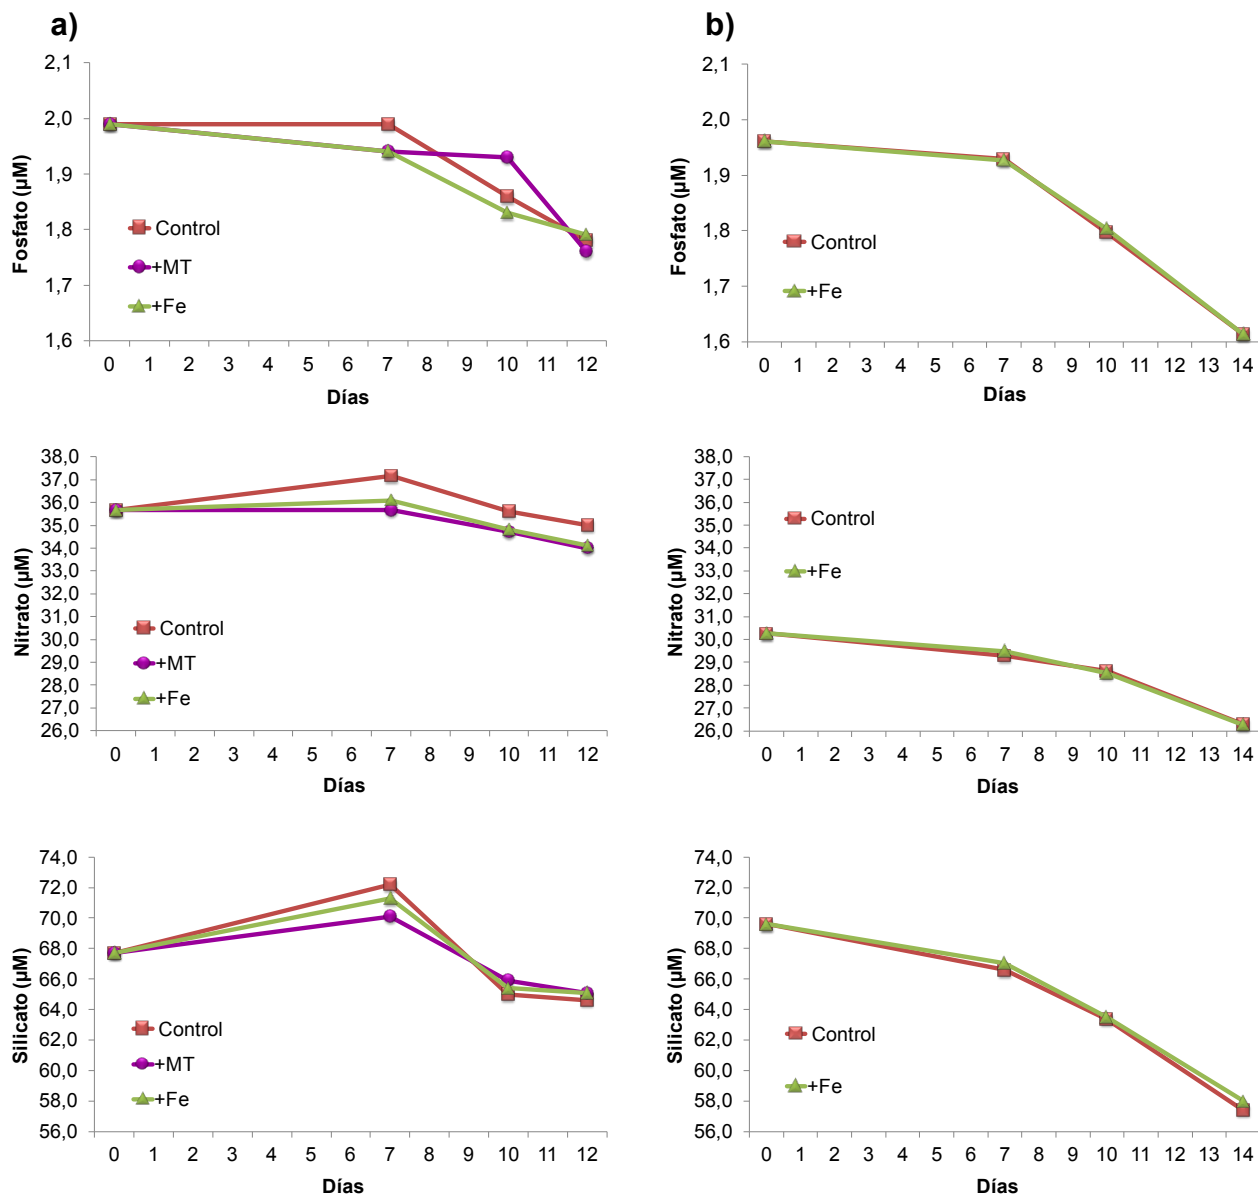 a)
2,1
2,0
1,9
1,8
1,7
1,6
Fosfato (µM)
Control
+MT
+Fe
0 1 2 3 4 5 6 7 8 9 10 11 12
Días
b)
2,1
2,0
1,9
1,8
1,7
1,6
Fosfato (µM)
Control
+Fe
0 1 2 3 4 5 6 7 8 9 10 11 12 13 14
Días
38,0
37,0
36,0
35,0
34,0
33,0
32,0
31,0
30,0
29,0
28,0
27,0
26,0
Nitrato (µM)
Control
+MT
+Fe
0 1 2 3 4 5 6 7 8 9 10 11 12
Días
38,0
37,0
36,0
35,0
34,0
33,0
32,0
31,0
30,0
29,0
28,0
27,0
26,0
Nitrato (µM)
Control
+Fe
0 1 2 3 4 5 6 7 8 9 10 11 12 13 14
Días
74,0
72,0
70,0
68,0
66,0
64,0
62,0
60,0
58,0
56,0
Silicato (µM)
Control
+MT
+Fe
0 1 2 3 4 5 6 7 8 9 10 11 12
Días
74,0
72,0
70,0
68,0
66,0
64,0
62,0
60,0
58,0
56,0
Silicato (µM)
Control
+Fe
0 1 2 3 4 5 6 7 8 9 10 11 12 13 14
Días